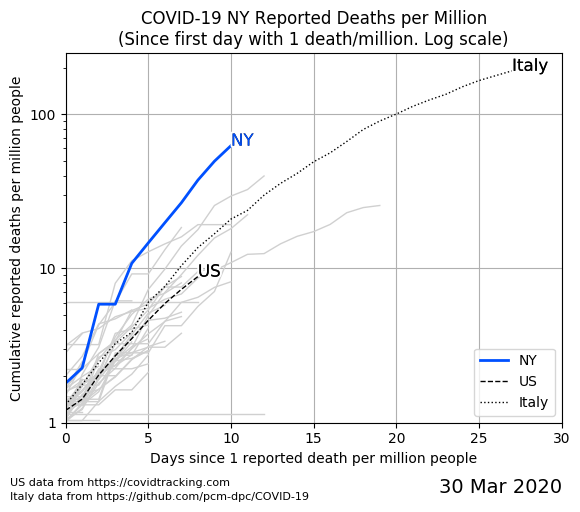 COVID-19 NY Reported Deaths per Million
(Since first day with 1 death/million. Log scale)
Cumulative reported deaths per million people
100
10
1
Italy
NY
US
NY
US
Italy
0 5 10 15 20 25 30
Days since 1 reported death per million people
US data from https://covidtracking.com
Italy data from https://github.com/pcm-dpc/COVID-19
30 Mar 2020